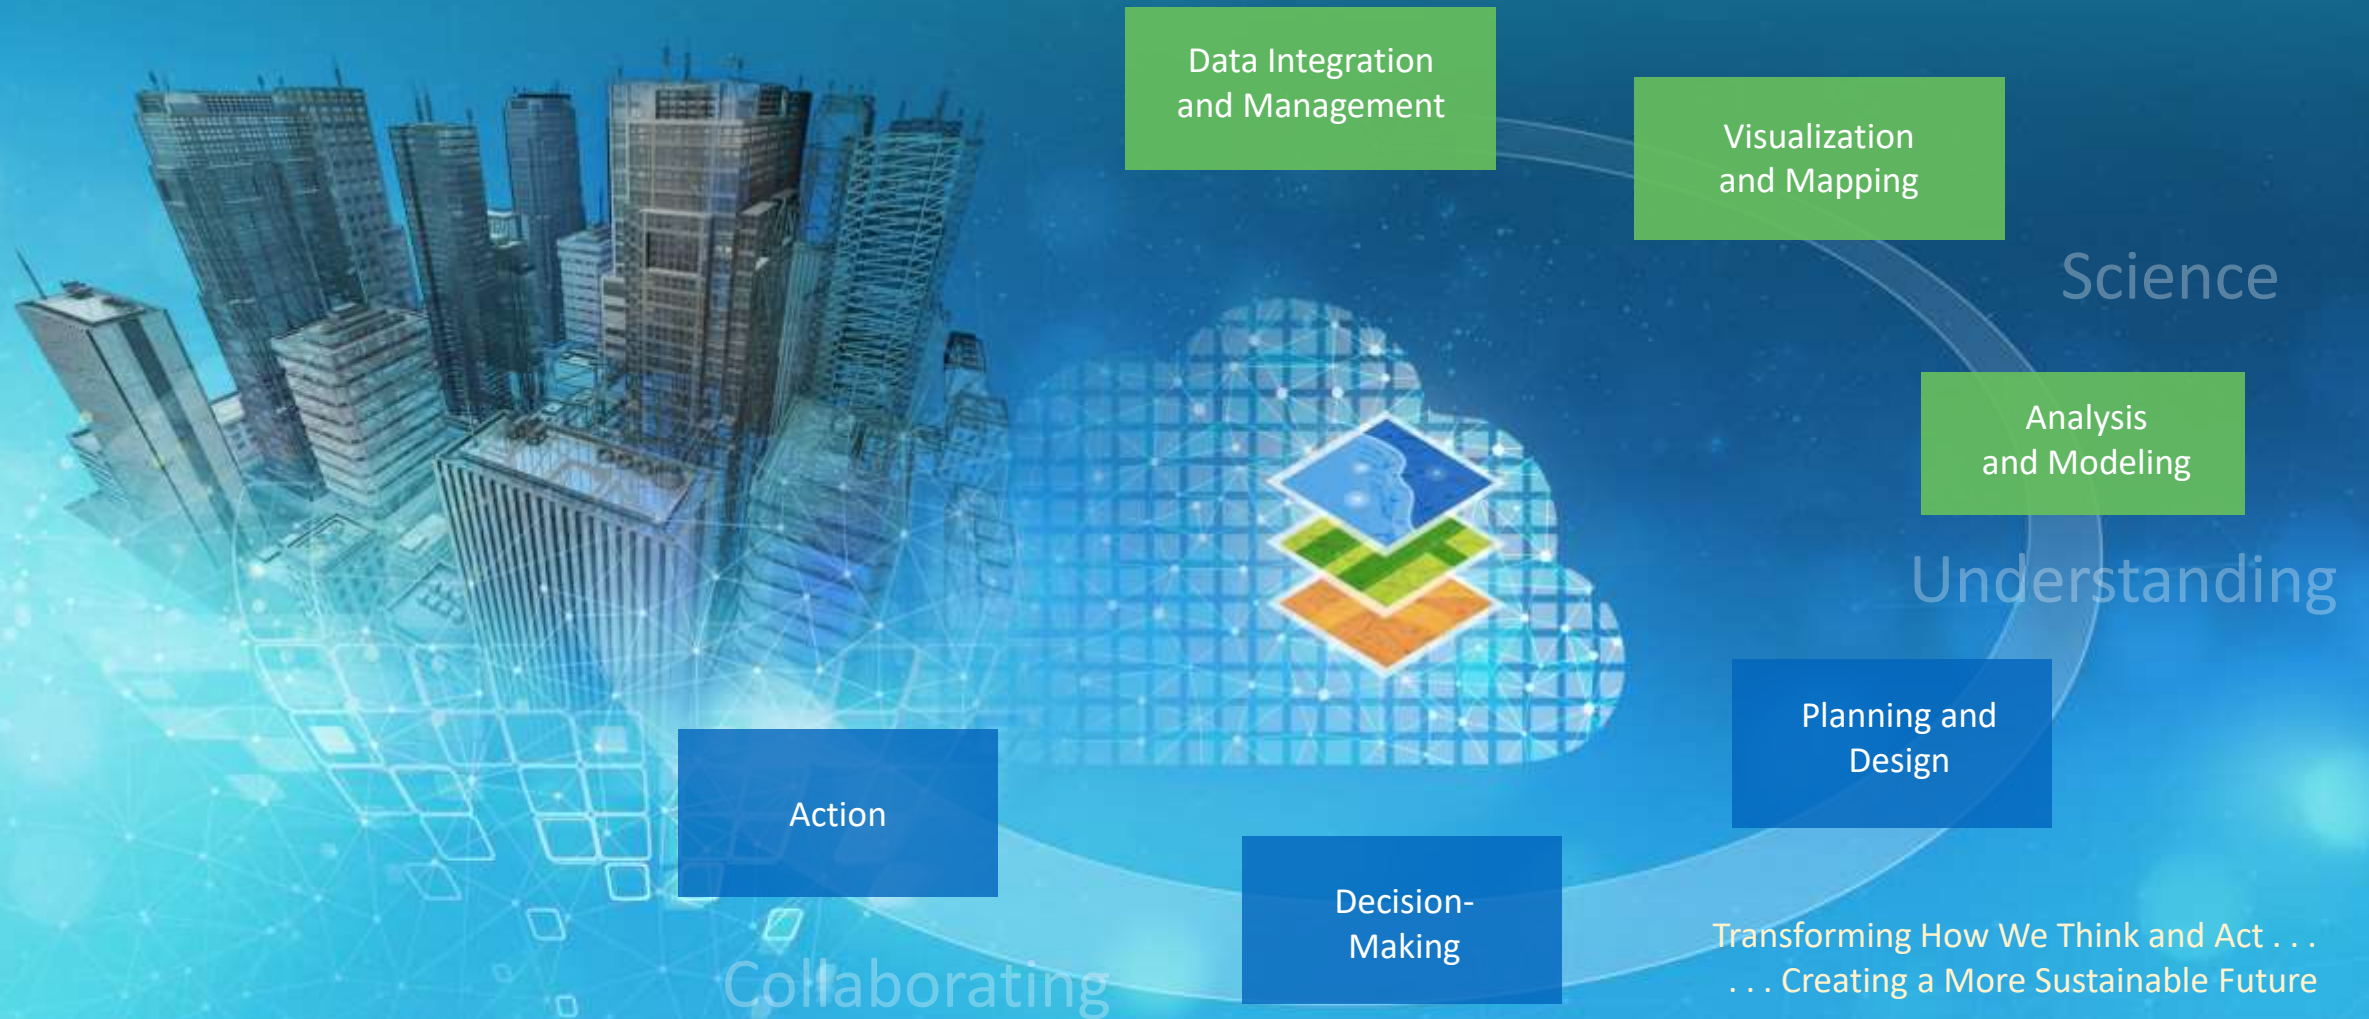 Data Integration
and Management
Visualization
and Mapping
Science
Analysis
and Modeling
Understanding
Planning and
Design
Action
Decision-
Making
Collaborating
Transforming How We Think and Act . . .
. . . Creating a More Sustainable Future